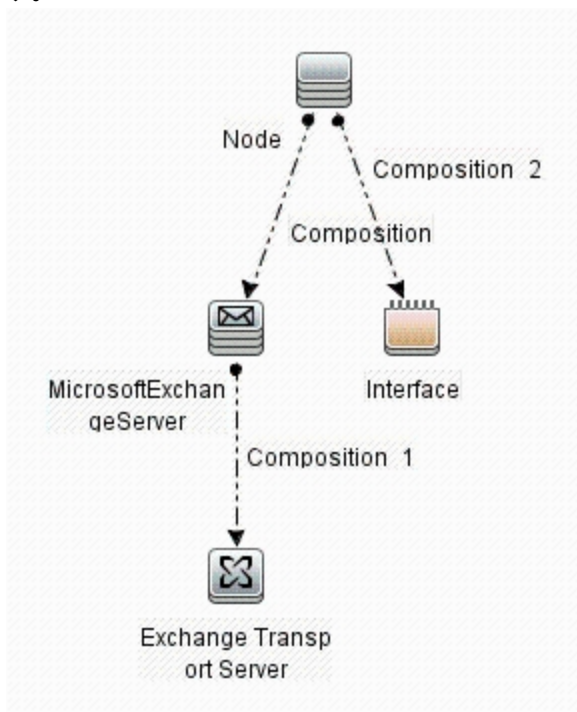 Node
Composition 2
Composition
MicrosoftExchan
geServer
Interface
Composition 1
Exchange Transp
ort Server